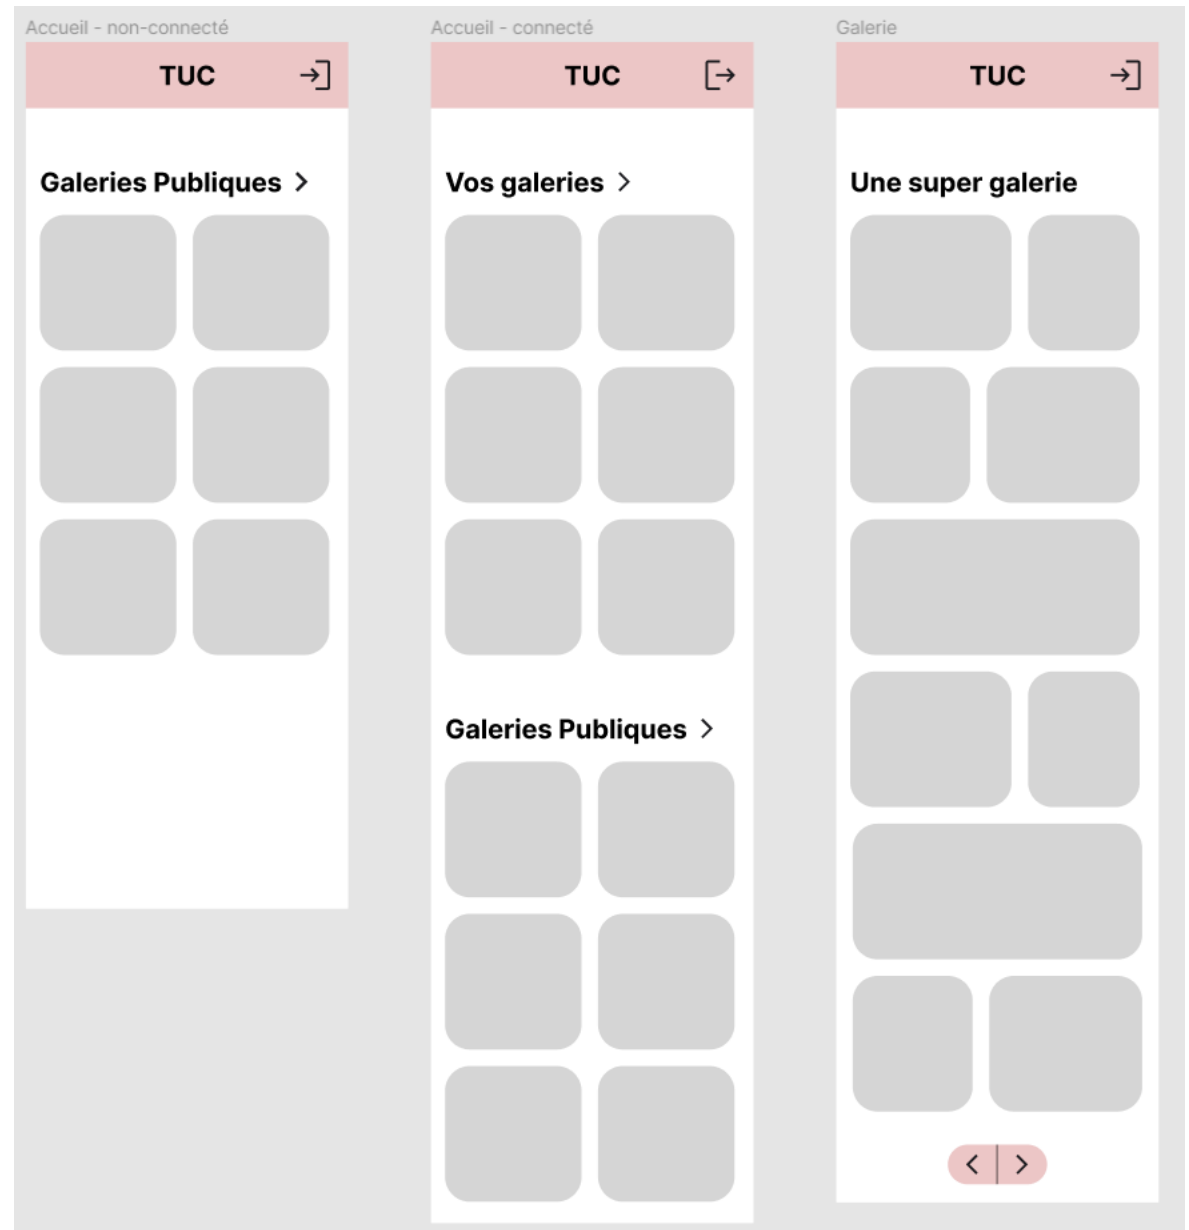 Accueil - non-connecté
TUC
Galeries Publiques
Accueil - connecté
TUC
Vos galeries
Galeries Publiques
Galerie
TUC
Une super galerie